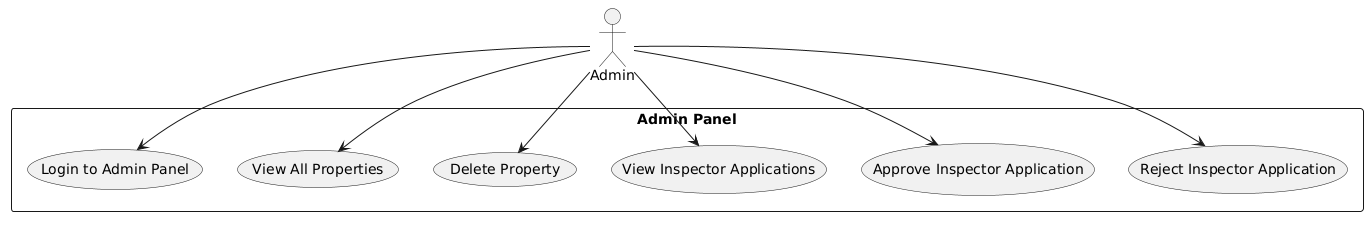 Admin
Admin Panel
Login to Admin Panel
View All Properties
Delete Property
View Inspector Applications
Approve Inspector Application
Reject Inspector Application